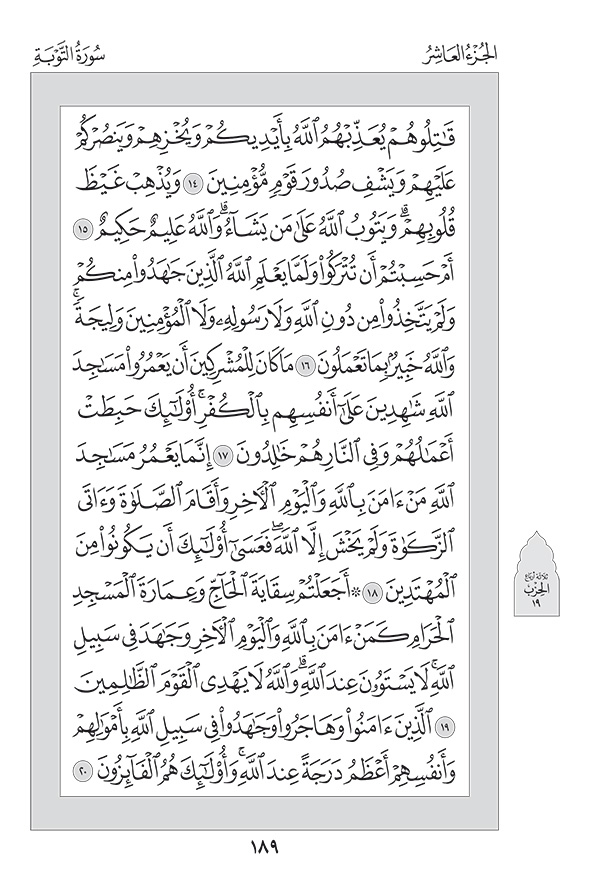 الجُزْءُ العَاشِرُ
سُورَةُ التَّوْبَةِ
قَٰتِلُوهُمْ يُعَذِّبْهُمُ ٱللَّهُ بِأَيْدِيكُمْ وَيُخْزِهِمْ وَيَنصُرْكُمْ
عَلَيْهِمْ وَيَشْفِ صُدُورَ قَوْمٖ مُّؤْمِنِينَ ١٤ وَيُذْهِبْ غَيْظَ
قُلُوبِهِمْۗ وَيَتُوبُ ٱللَّهُ عَلَىٰ مَن يَشَآءُۗ وَٱللَّهُ عَلِيمٌ حَكِيمٌ ١٥
أَمْ حَسِبْتُمْ أَن تُتْرَكُوا۟ وَلَمَّا يَعْلَمِ ٱللَّهُ ٱلَّذِينَ جَٰهَدُوا۟ مِنكُمْ
وَلَمْ يَتَّخِذُوا۟ مِن دُونِ ٱللَّهِ وَلَا رَسُولِهِۦ وَلَا ٱلْمُؤْمِنِينَ وَلِيجَةٗۚ
وَٱللَّهُ خَبِيرُۢ بِمَا تَعْمَلُونَ ١٦ مَا كَانَ لِلْمُشْرِكِينَ أَن يَعْمُرُوا۟ مَسَٰجِدَ
ٱللَّهِ شَٰهِدِينَ عَلَىٰٓ أَنفُسِهِم بِٱلْكُفْرِۚ أُو۟لَٰٓئِكَ حَبِطَتْ
أَعْمَٰلُهُمْ وَفِي ٱلنَّارِ هُمْ خَٰلِدُونَ ١٧ إِنَّمَا يَعْمُرُ مَسَٰجِدَ
ٱللَّهِ مَنْ ءَامَنَ بِٱللَّهِ وَٱلْيَوْمِ ٱلْأَخِرِ وَأَقَامَ ٱلصَّلَوٰةَ وَءَاتَى
ٱلزَّكَوٰةَ وَلَمْ يَخْشَ إِلَّا ٱللَّهَۖ فَعَسَىٰٓ أُو۟لَٰٓئِكَ أَن يَكُونُوا۟ مِنَ
ٱلْمُهْتَدِينَ ١٨ ۞ أَجَعَلْتُمْ سِقَايَةَ ٱلْحَآجِّ وَعِمَارَةَ ٱلْمَسْجِدِ
ٱلْحَرَامِ كَمَنْ ءَامَنَ بِٱللَّهِ وَٱلْيَوْمِ ٱلْأَخِرِ وَجَٰهَدَ فِي سَبِيلِ
ٱللَّهِۚ لَا يَسْتَوُۥنَ عِندَ ٱللَّهِۗ وَٱللَّهُ لَا يَهْدِي ٱلْقَوْمَ ٱلظَّٰلِمِينَ
١٩ ٱلَّذِينَ ءَامَنُوا۟ وَهَاجَرُوا۟ وَجَٰهَدُوا۟ فِي سَبِيلِ ٱللَّهِ بِأَمْوَٰلِهِمْ
وَأَنفُسِهِمْ أَعْظَمُ دَرَجَةً عِندَ ٱللَّهِۚ وَأُو۟لَٰٓئِكَ هُمُ ٱلْفَآئِزُونَ ٢٠
ثلاثة أرباع
الحِزْب
١٩
١٨٩